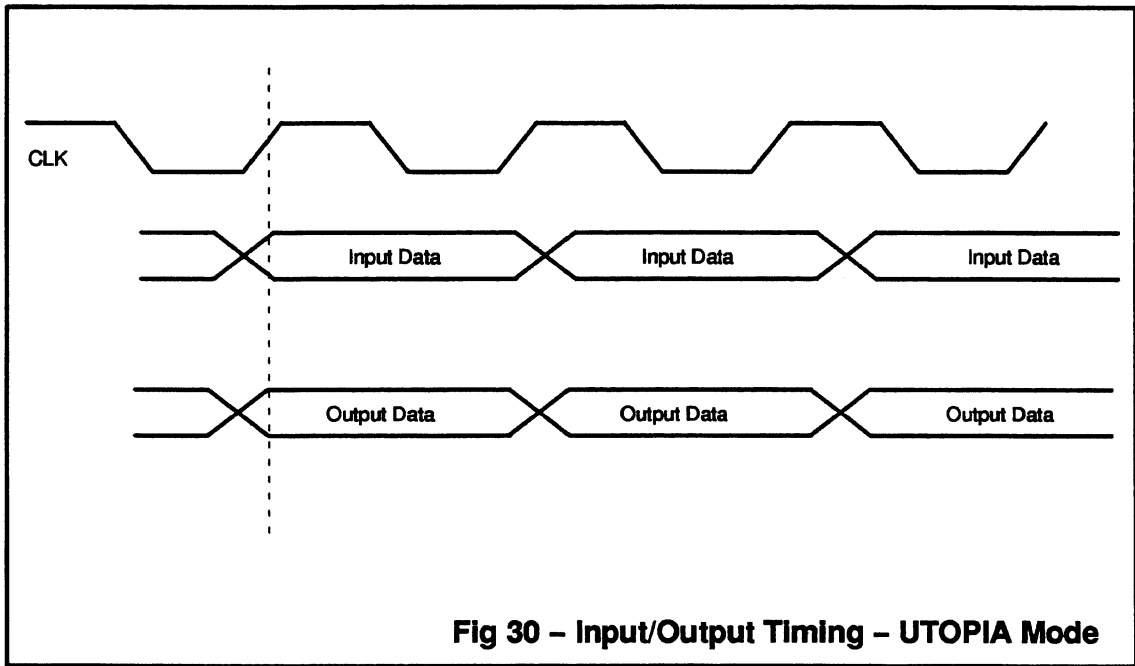 CLK
Input Data Input Data Input Data
Output Data Output Data Output Data
Fig 30 – Input/Output Timing – UTOPIA Mode